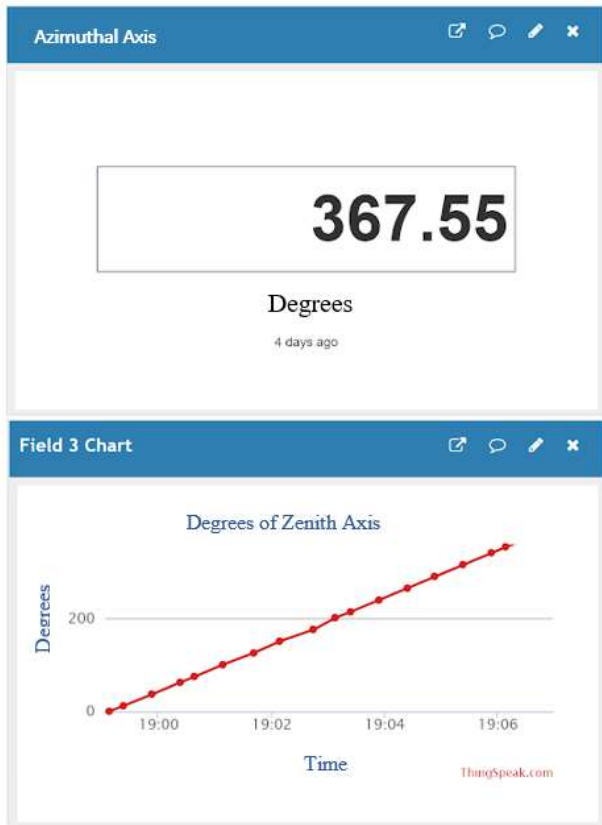 Azimuthal Axis
367.55
Degrees
4 days ago
Field 3 Chart
Degrees of Zenith Axis
Degrees
200
0
19:00 19:02 19:04 19:06
Time
ThingSpeak.com